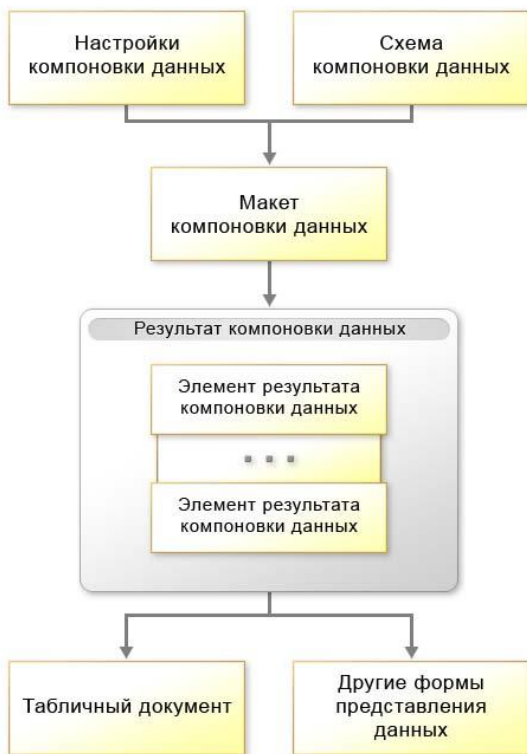 Настройки
компоновки данных
Схема
компоновки данных
Макет
компоновки данных
Результат компоновки данных
Элемент результата
компоновки данных
Элемент результата
компоновки данных
Табличный документ
Другие формы
представления
данных